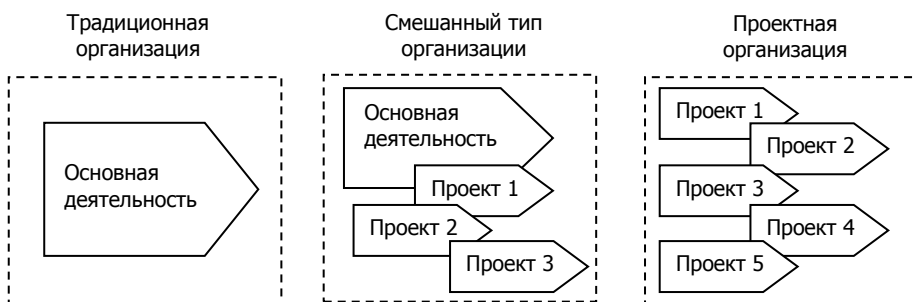 Традиционная
организация
Смешанный тип
организации
Проектная
организация
Основная
деятельность
Основная
деятельность
Проект 1
Проект 2
Проект 3
Проект 1
Проект 2
Проект 3
Проект 4
Проект 5